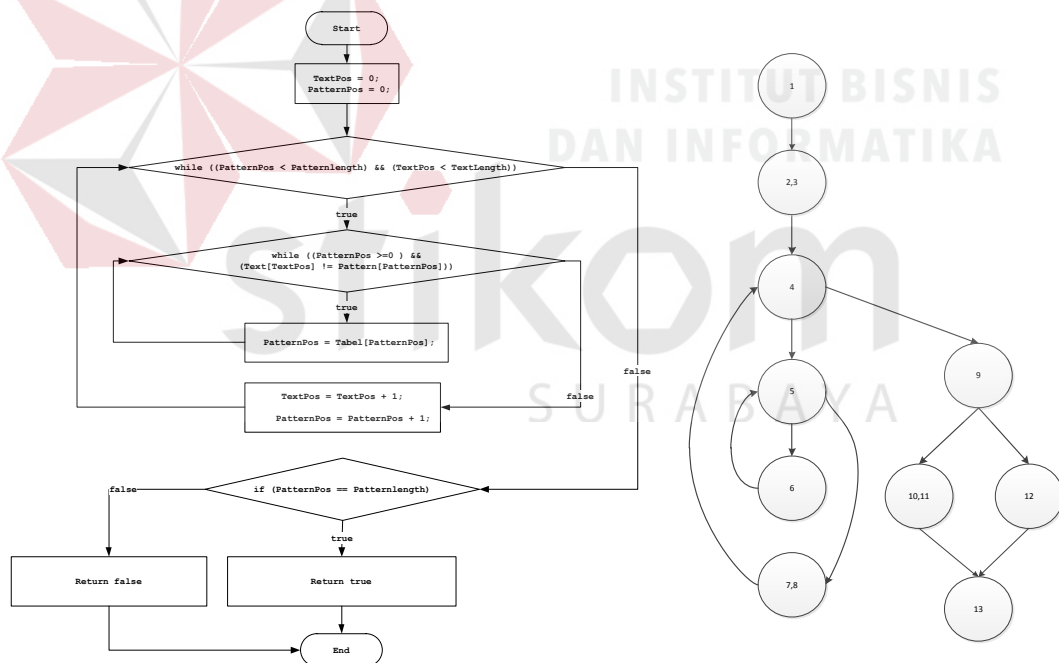 Start
TextPos = 0;
PatternPos = 0;
while ((PatternPos < Patternlength) && (TextPos < TextLength))
true
while ((PatternPos >=0 ) &&
(Text[TextPos] != Pattern[PatternPos]))
true
PatternPos = Tabel[PatternPos];
false
TextPos = TextPos + 1;
PatternPos = PatternPos + 1;
false
if (PatternPos == Patternlength)
false
true
Return false
Return true
End
1
2,3
4
5
9
6
10,11
12
7,8
13
INSTITUT BISNIS
DAN INFORMATIKA
stikom
SURABAYA